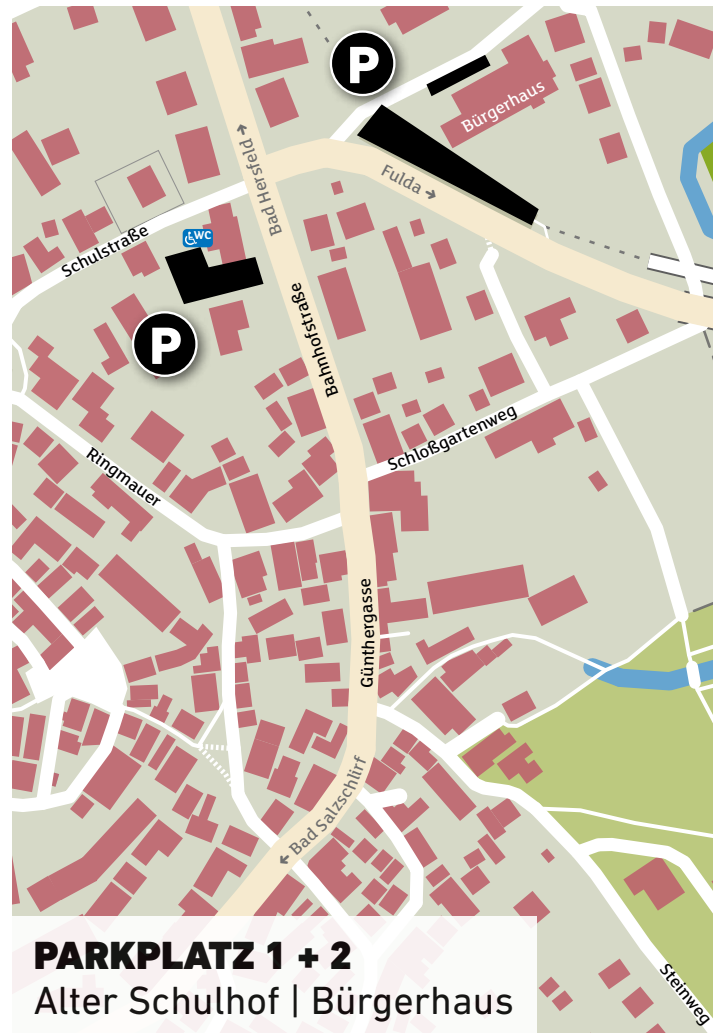 P
Bürgerhaus
← Bad Hersfeld
Fulda →
Schulstraße
WC
P
Bahnhofstraße
Schloßgartenweg
Ringmauer
Günthergasse
← Bad Salzschlirf
Steinweg
PARKPLATZ 1 + 2
Alter Schulhof | Bürgerhaus